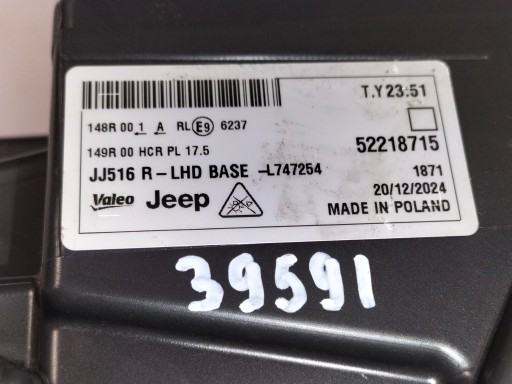 T.Y 23:51
148R 00 1 A RL E9 6237
149R 00 HCR PL 17.5
52218715
JJ516 R-LHD BASE -L747254
1871
20/12/2024
Valeo Jeep
MADE IN POLAND
39591